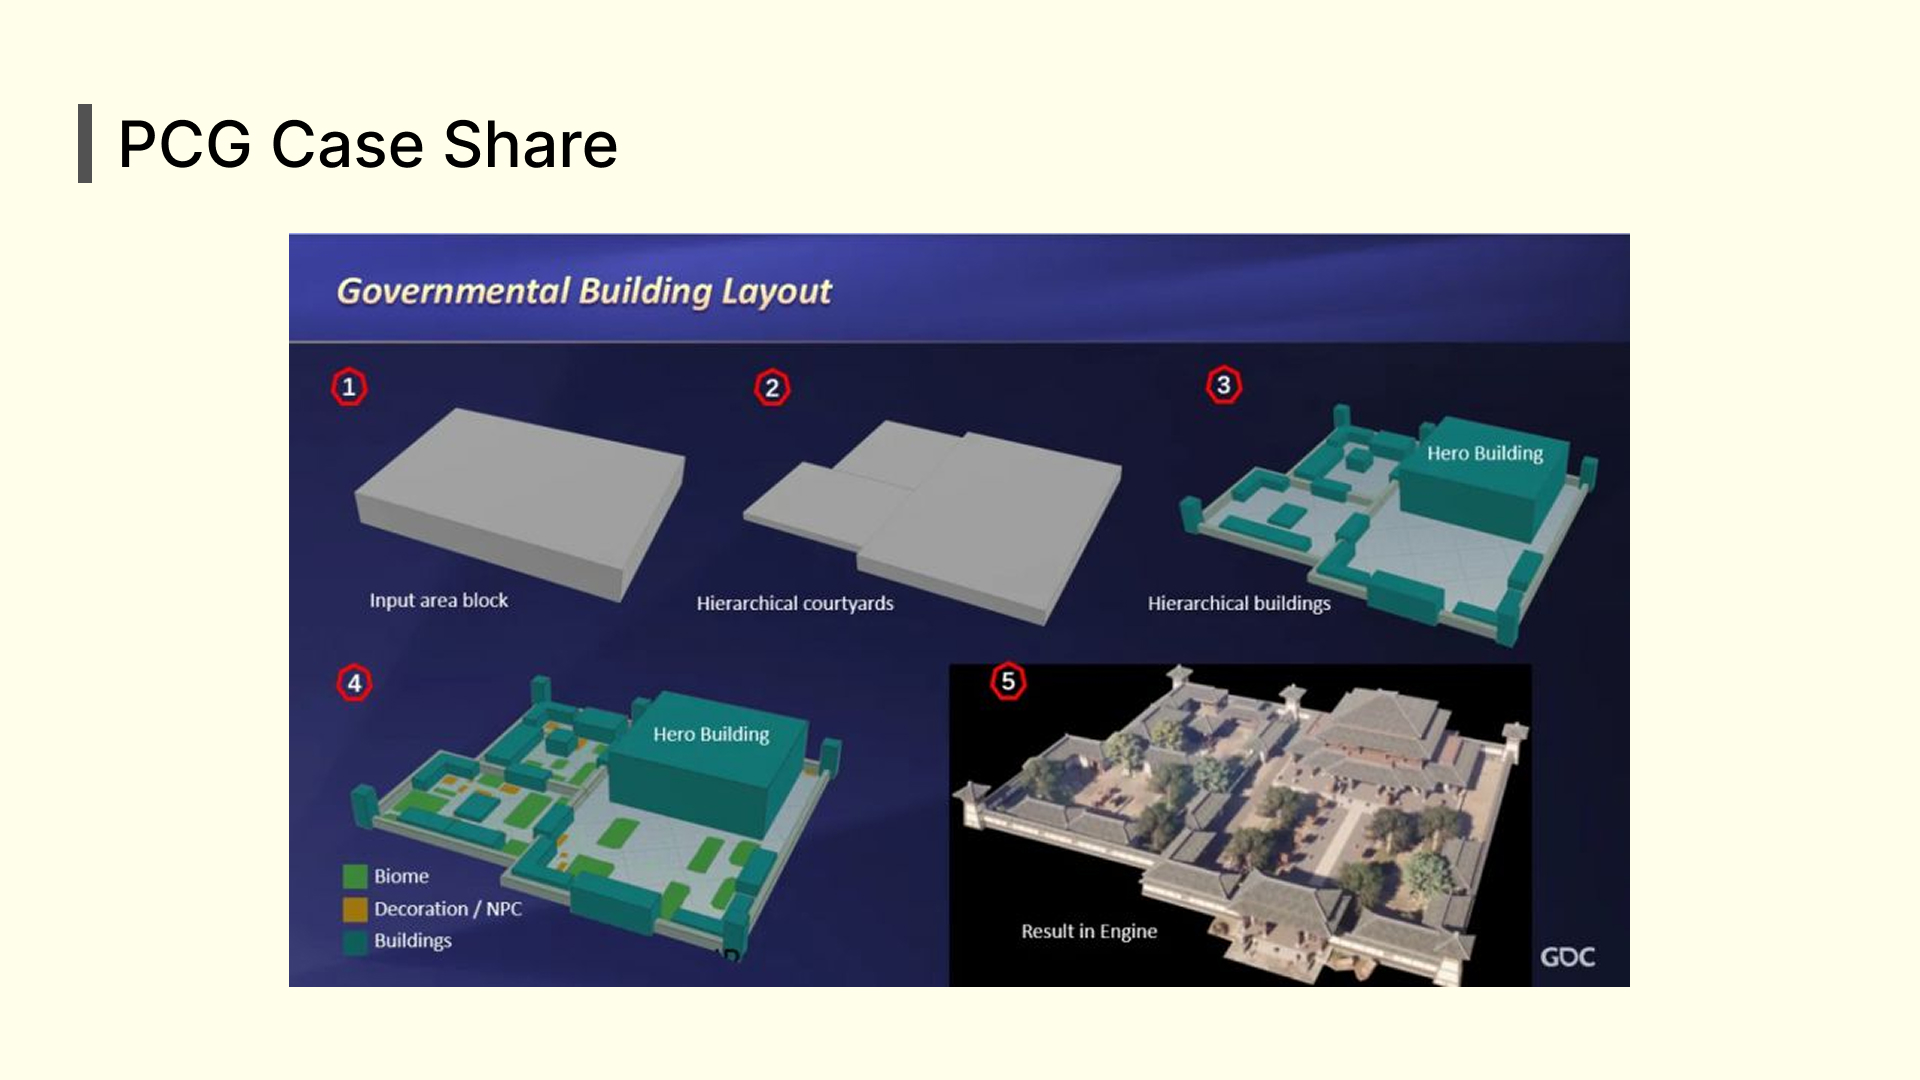 PCG Case Share
Governmental Building Layout
1
2
3
Hero Building
Input area block
Hierarchical courtyards
Hierarchical buildings
4
5
Hero Building
Biome
Decoration / NPC
Buildings
Result in Engine
GDC